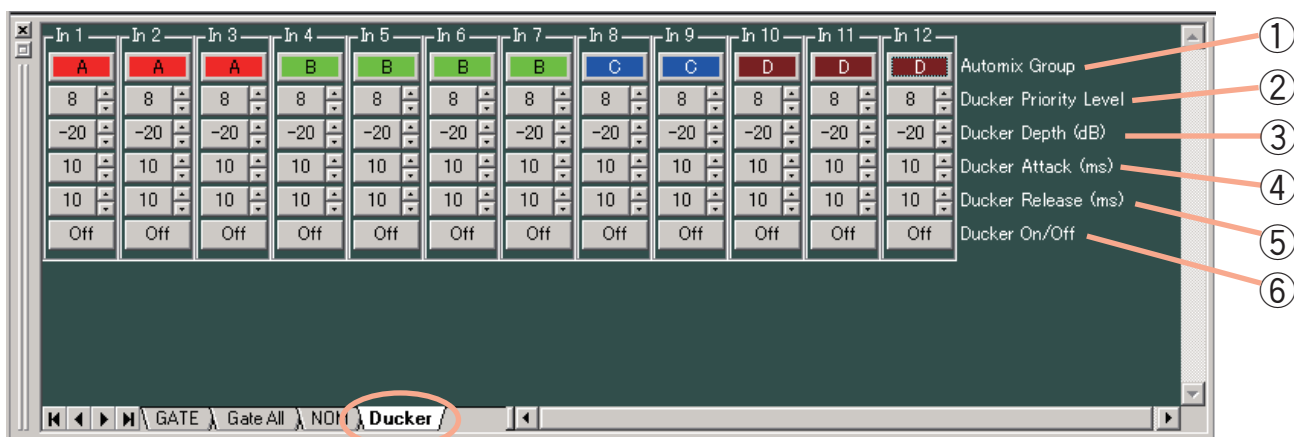 In 1 In 2 In 3 In 4 In 5 In 6 In 7 In 8 In 9 In 10 In 11 In 12
A A A B B B B C C D D D Automix Group ①
8 8 8 8 8 8 8 8 8 8 8 8 Ducker Priority Level ②
-20 -20 -20 -20 -20 -20 -20 -20 -20 -20 -20 -20 Ducker Depth (dB) ③
10 10 10 10 10 10 10 10 10 10 10 10 Ducker Attack (ms) ④
10 10 10 10 10 10 10 10 10 10 10 10 Ducker Release (ms) ⑤
Off Off Off Off Off Off Off Off Off Off Off Off Ducker On/Off ⑥
GATE Gate All NOM Ducker